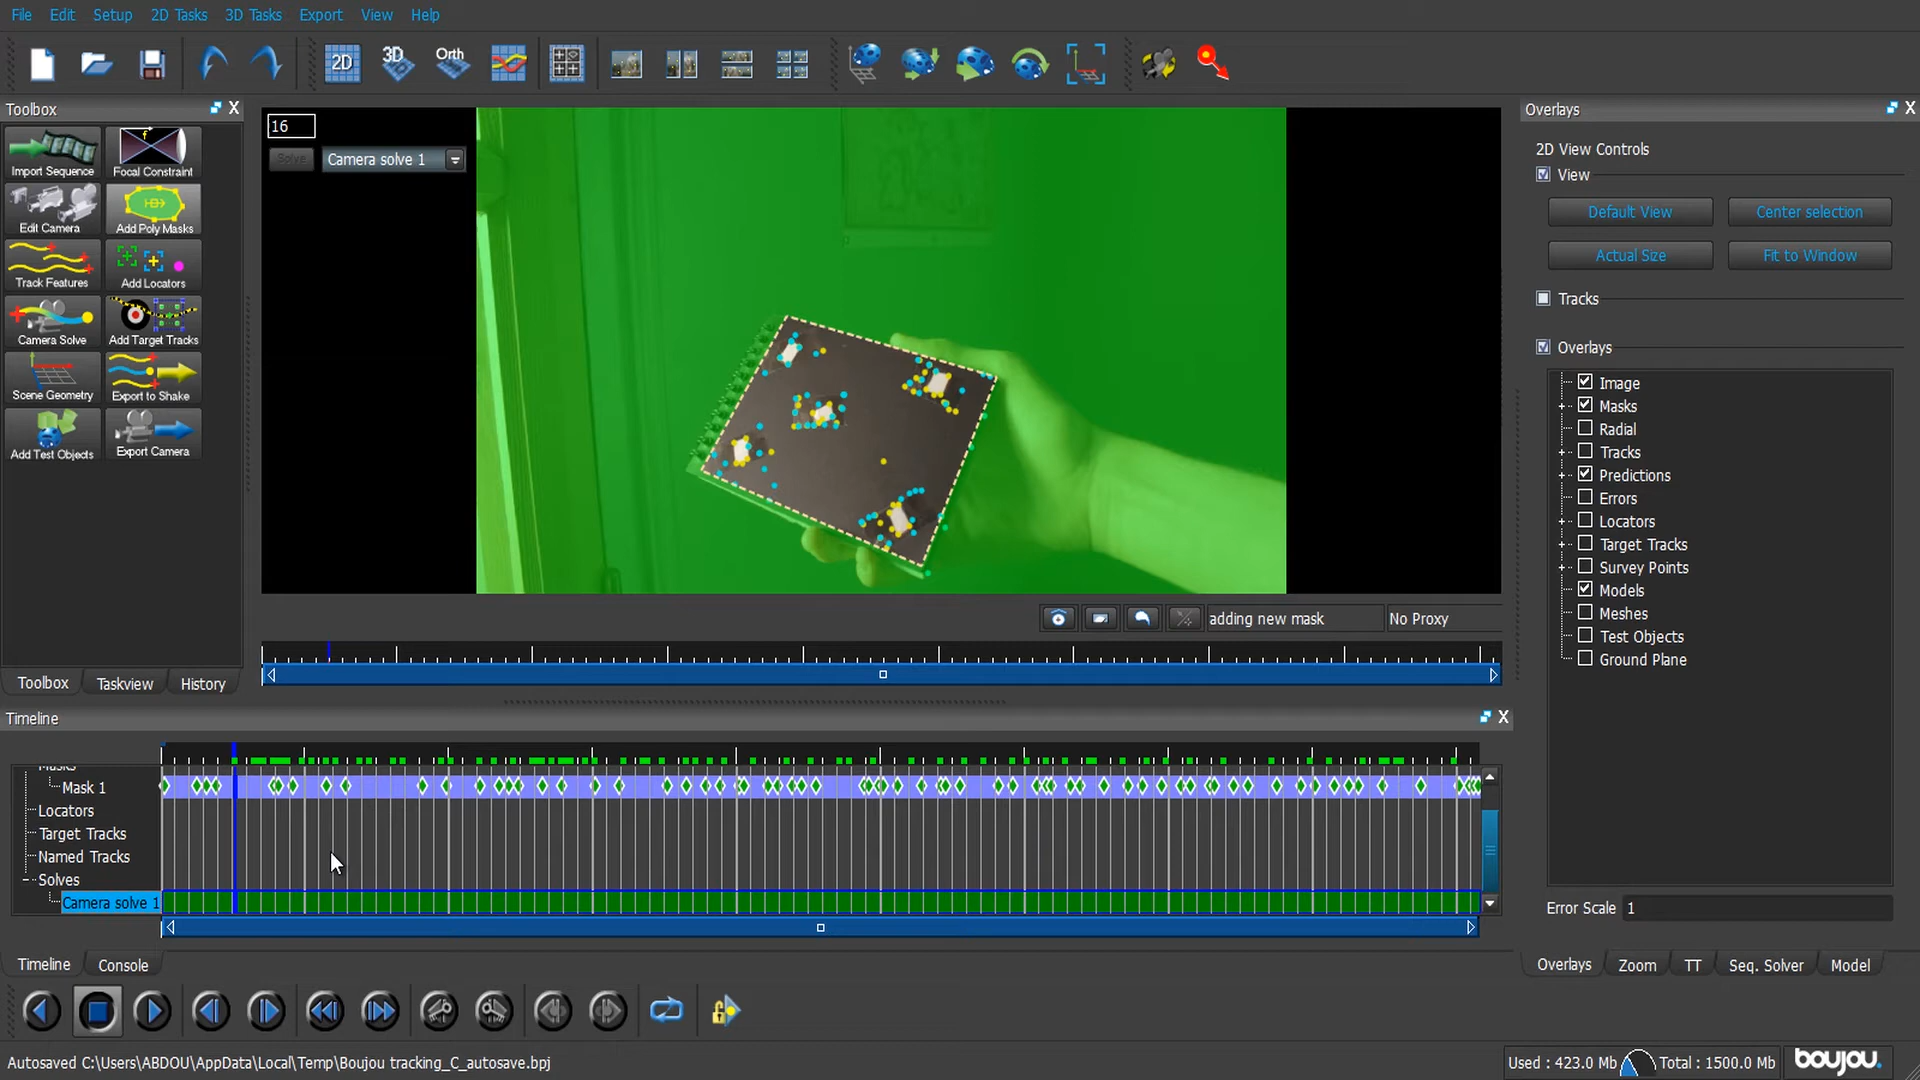 File Edit Setup 2D Tasks 3D Tasks Export View Help
2D 3D Orth
Toolbox
Import Sequence Focal Constraint
Edit Camera Add Poly Masks
Track Features Add Locators
Camera Solve Add Target Tracks
Scene Geometry Export to Shake
Add Test Objects Export Camera
Toolbox Taskview History
16
Solve Camera solve 1
adding new mask No Proxy
Overlays
2D View Controls
View
Default View Center selection
Actual Size Fit to Window
Tracks
Overlays
Image
Masks
Radial
Tracks
Predictions
Errors
Locators
Target Tracks
Survey Points
Models
Meshes
Test Objects
Ground Plane
Error Scale 1
Overlays Zoom TT Seq. Solver Model
Timeline
Masks
Mask 1
Locators
Target Tracks
Named Tracks
Solves
Camera solve 1
Timeline Console
Autosaved C:\Users\ABDOU\AppData\Local\Temp\Boujou tracking_C_autosave.bpj
Used : 423.0 Mb Total : 1500.0 Mb boujou.